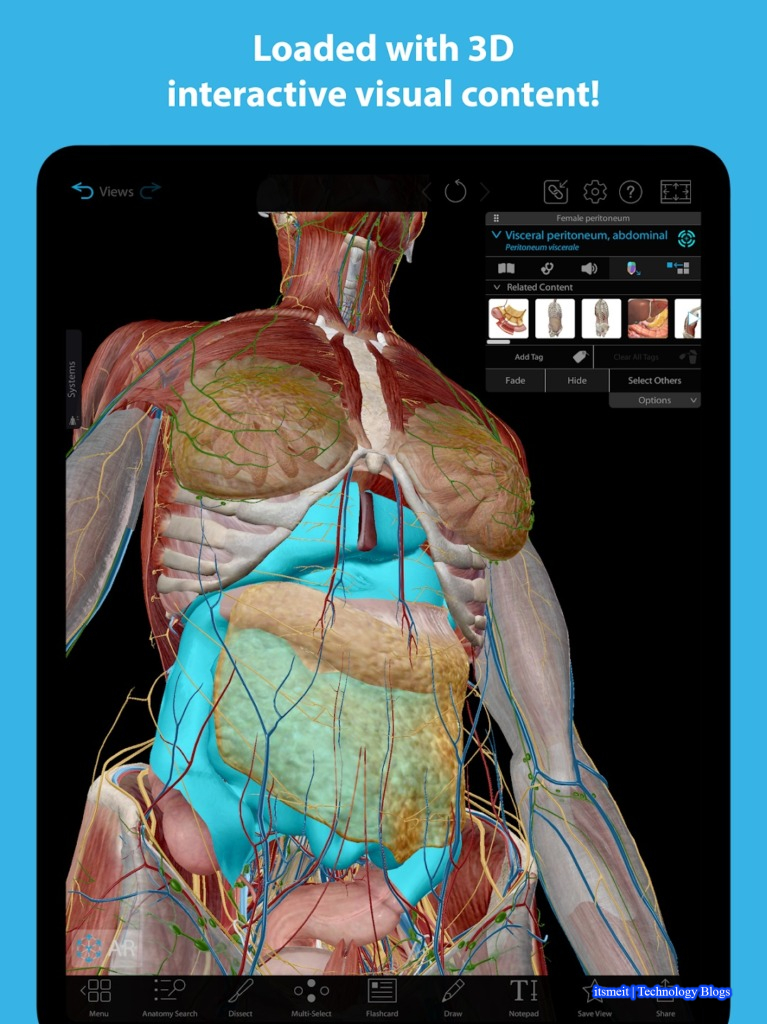 Loaded with 3D
interactive visual content!
Views
Female peritoneum
Visceral peritoneum, abdominal
Peritoneum viscerale
Related Content
Add Tag
Clear All Tags
Fade
Hide
Select Others
Options
Systems
AR
Menu
Anatomy Search
Dissect
Multi-Select
Flashcard
Draw
Notepad
Save View
Share
itsmeit | Technology Blogs